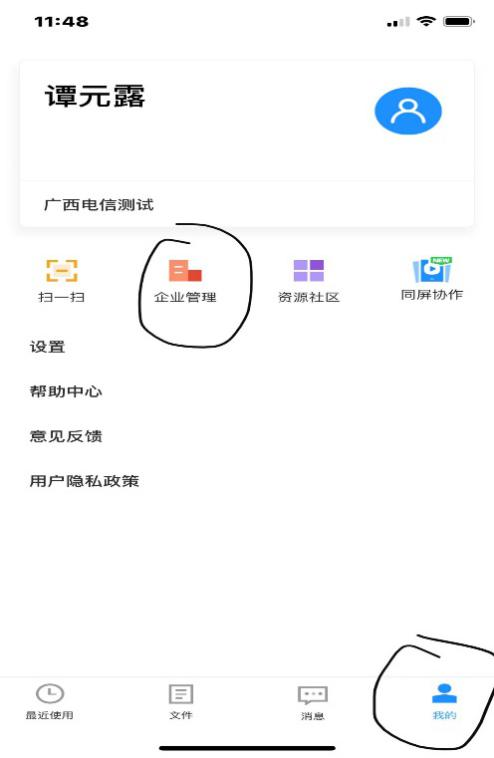 11:48
谭元露
广西电信测试
NEW
扫一扫 企业管理 资源社区 同屏协作
设置
帮助中心
意见反馈
用户隐私政策
最近使用 文件 消息 我的